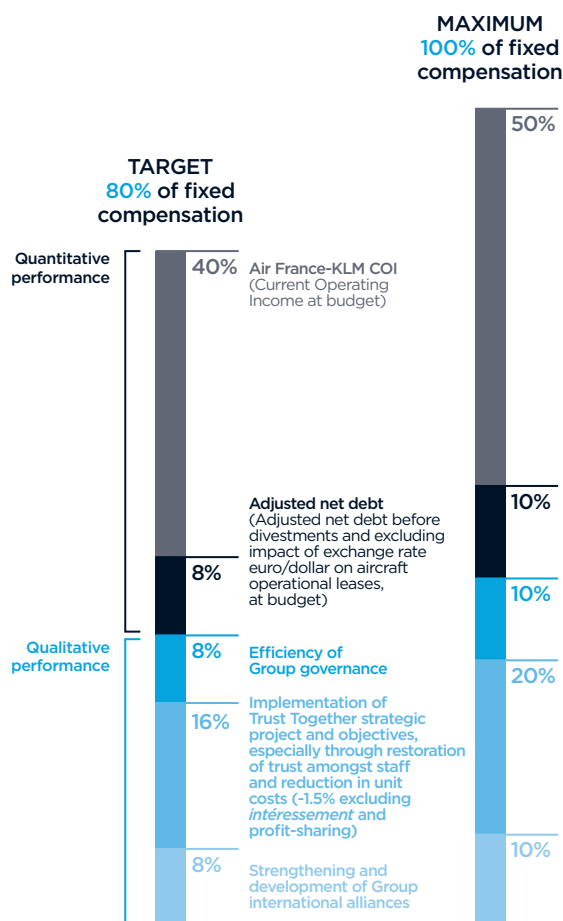 MAXIMUM
100% of fixed
compensation
50%
TARGET
80% of fixed
compensation
Quantitative
performance
40%
Air France-KLM COI
(Current Operating
Income at budget)
Adjusted net debt
(Adjusted net debt before
divestments and excluding
impact of exchange rate
euro/dollar on aircraft
operational leases,
at budget)
10%
8%
10%
Qualitative
performance
8%
Efficiency of
Group governance
20%
16%
Implementation of
Trust Together strategic
project and objectives,
especially through restoration
of trust amongst staff
and reduction in unit
costs (-1.5% excluding
intéressement and
profit-sharing)
10%
8%
Strengthening and
development of Group
international alliances